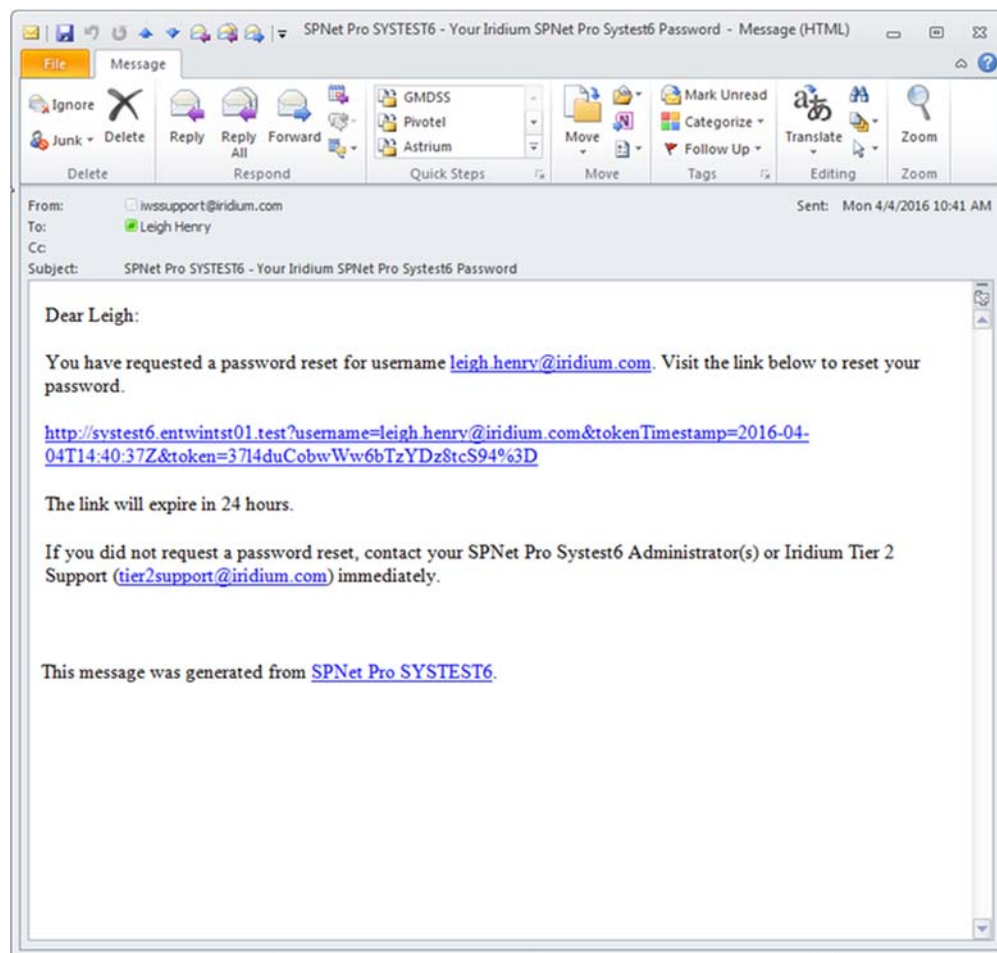 SPNet Pro SYSTEST6 - Your Iridium SPNet Pro Systest6 Password - Message (HTML)
File Message
Ignore
Junk
Delete
Reply
Reply All
Forward
GMDSS
Pivotel
Astrium
Move
Mark Unread
Categorize
Follow Up
Translate
Zoom
Delete Respond Quick Steps Move Tags Editing Zoom
From: iwssupport@iridium.com Sent: Mon 4/4/2016 10:41 AM
To: Leigh Henry
Cc:
Subject: SPNet Pro SYSTEST6 - Your Iridium SPNet Pro Systest6 Password
Dear Leigh:
You have requested a password reset for username leigh.henry@iridium.com. Visit the link below to reset your
password.
http://systest6.entwintst01.test?username=leigh.henry@iridium.com&tokenTimestamp=2016-04-
04T14:40:37Z&token=37l4duCobwWw6bTzYDz8tcS94%3D
The link will expire in 24 hours.
If you did not request a password reset, contact your SPNet Pro Systest6 Administrator(s) or Iridium Tier 2
Support (tier2support@iridium.com) immediately.
This message was generated from SPNet Pro SYSTEST6.